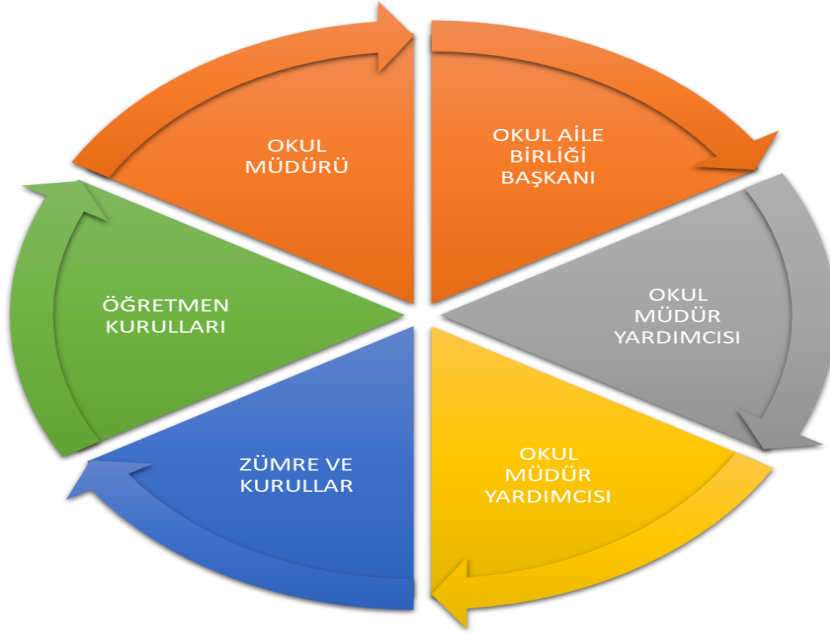 OKUL
MÜDÜRÜ
OKUL AİLE
BİRLİĞİ
BAŞKANI
OKUL
MÜDÜR
YARDIMCISI
OKUL
MÜDÜR
YARDIMCISI
ZÜMRE VE
KURULLAR
ÖĞRETMEN
KURULLARI